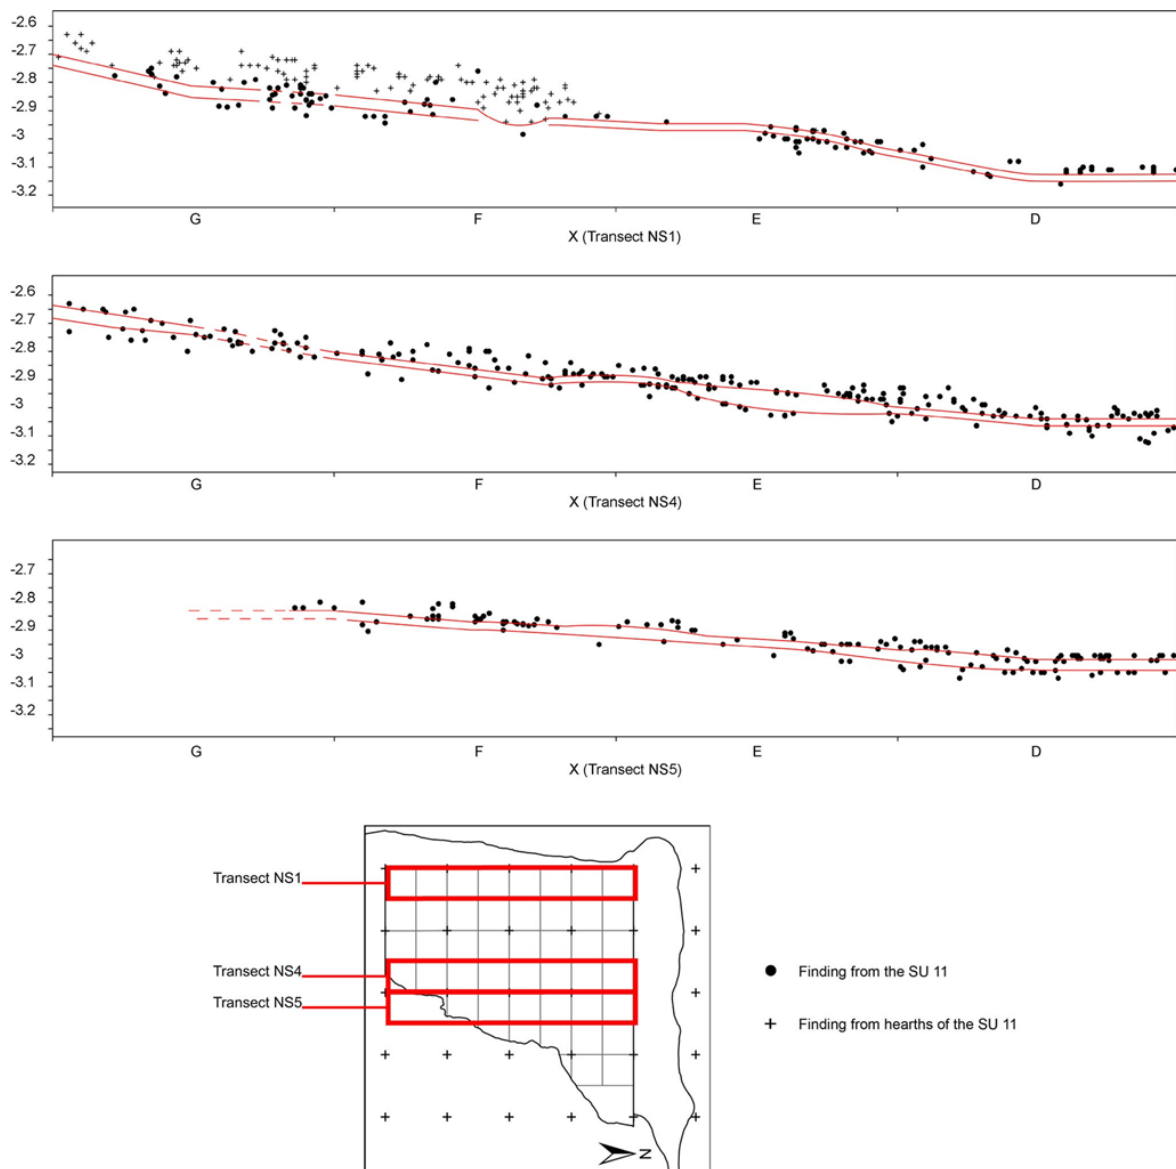 -2.6
-2.7
-2.8
-2.9
-3
-3.1
-3.2
G F E D
X (Transect NS1)
-2.6
-2.7
-2.8
-2.9
-3
-3.1
-3.2
G F E D
X (Transect NS4)
-2.7
-2.8
-2.9
-3
-3.1
-3.2
G F E D
X (Transect NS5)
Transect NS1
Transect NS4
Transect NS5
Finding from the SU 11
Finding from hearths of the SU 11
N